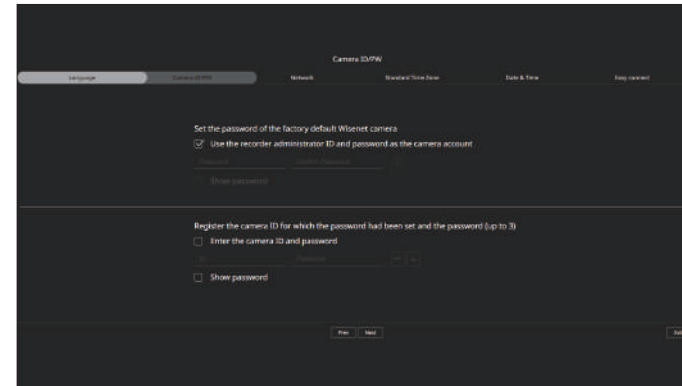 Camera ID/PW
Language Camera ID/PW Network Standard Time Zone Date & Time Easy connect
Set the password of the factory default Wisenet camera
Use the recorder administrator ID and password as the camera account
Password Confirm Password
Show password
Register the camera ID for which the password had been set and the password (up to 3)
Enter the camera ID and password
ID Password
Show password
Prev Next